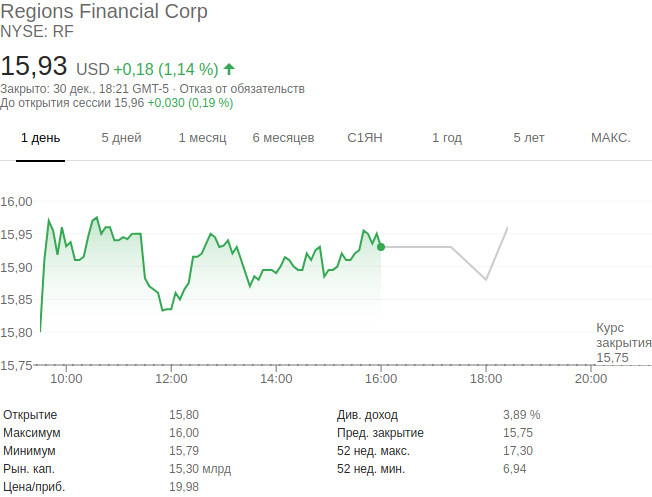 Regions Financial Corp
NYSE: RF
15,93 USD +0,18 (1,14 %)
Закрыто: 30 дек., 18:21 GMT-5 · Отказ от обязательств
До открытия сессии 15,96 +0,030 (0,19 %)
1 день 5 дней 1 месяц 6 месяцев С1ЯН 1 год 5 лет МАКС.
16,00
15,95
15,90
15,85
15,80
Курс
закрытия
15,75
15,75
10:00 12:00 14:00 16:00 18:00 20:00
Открытие 15,80 Див. доход 3,89 %
Максимум 16,00 Пред. закрытие 15,75
Минимум 15,79 52 нед. макс. 17,30
Рын. кап. 15,30 млрд 52 нед. мин. 6,94
Цена/приб. 19,98